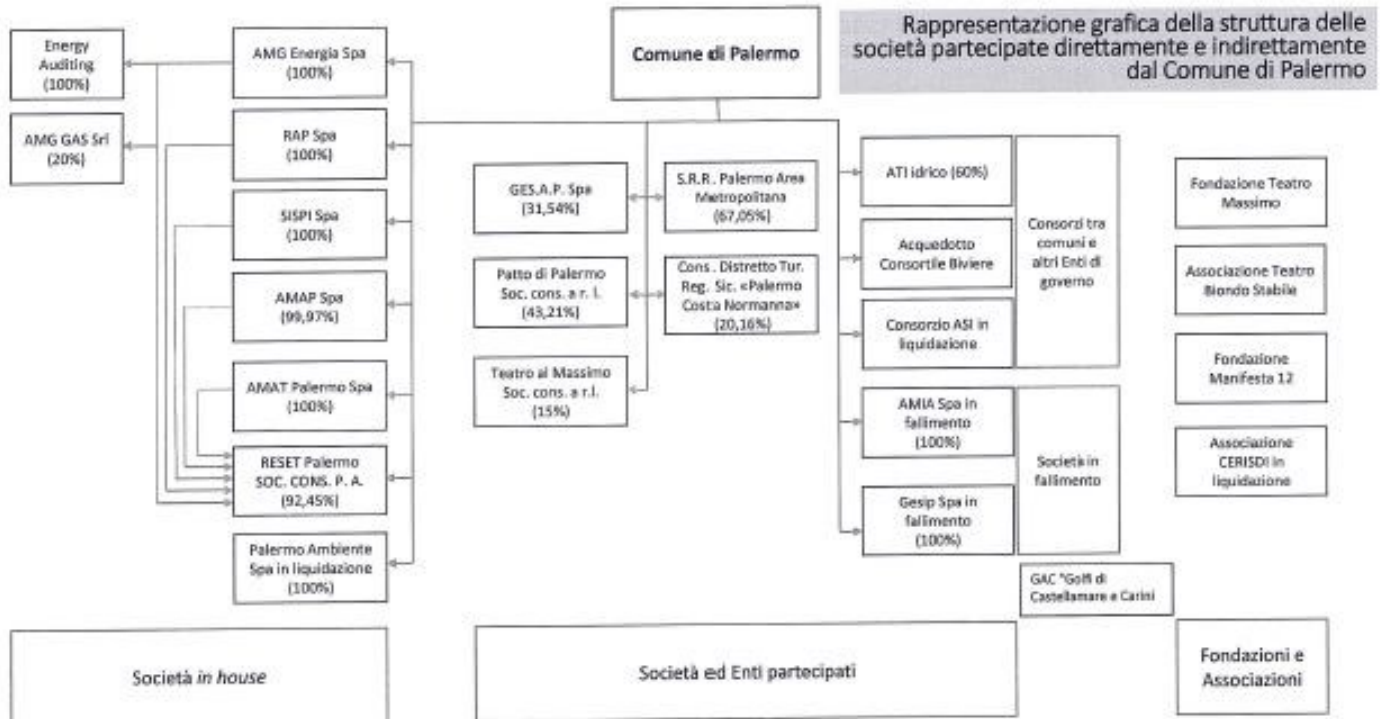 Rappresentazione grafica della struttura delle
società partecipate direttamente e indirettamente
dal Comune di Palermo
Comune di Palermo
Energy
Auditing
(100%)
AMG GAS Srl
(20%)
AMG Energia Spa
(100%)
RAP Spa
(100%)
SISPI Spa
(100%)
AMAP Spa
(99,97%)
AMAT Palermo Spa
(100%)
RESET Palermo
SOC. CONS. P. A.
(92,45%)
Palermo Ambiente
Spa in liquidazione
(100%)
GES.A.P. Spa
(31,54%)
Patto di Palermo
Soc. cons. a r. l.
(43,21%)
Teatro al Massimo
Soc. cons. a r.l.
(15%)
S.R.R. Palermo Area
Metropolitana
(67,05%)
Cons. Distretto Tur.
Reg. Sic. «Palermo
Costa Normanna»
(20,16%)
ATI idrico (60%)
Acquedotto
Consortile Biviere
Consorzio ASI in
liquidazione
AMIA Spa in
fallimento
(100%)
Gesip Spa in
fallimento
(100%)
Consorzi tra
comuni e
altri Enti di
governo
Società in
fallimento
GAC "Golfi di
Castellamare e Carini
Fondazione Teatro
Massimo
Associazione Teatro
Biondo Stabile
Fondazione
Manifesta 12
Associazione
CERISDI in
liquidazione
Società in house
Società ed Enti partecipati
Fondazioni e
Associazioni